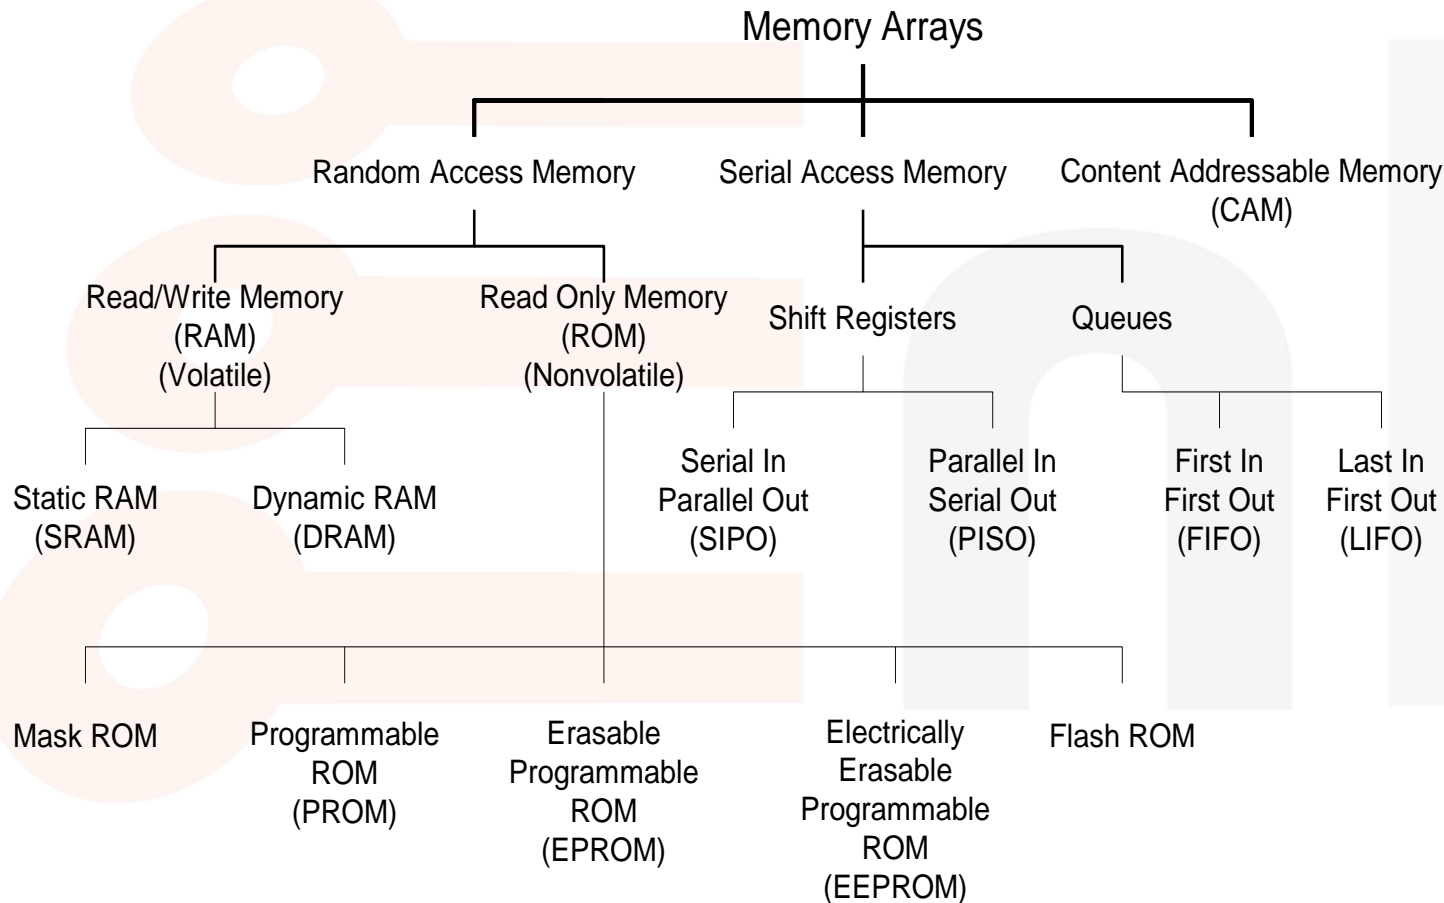 Memory Arrays
Random Access Memory
Serial Access Memory
Content Addressable Memory
(CAM)
Read/Write Memory
(RAM)
(Volatile)
Read Only Memory
(ROM)
(Nonvolatile)
Shift Registers
Queues
Static RAM
(SRAM)
Dynamic RAM
(DRAM)
Serial In
Parallel Out
(SIPO)
Parallel In
Serial Out
(PISO)
First In
First Out
(FIFO)
Last In
First Out
(LIFO)
Mask ROM
Programmable
ROM
(PROM)
Erasable
Programmable
ROM
(EPROM)
Electrically
Erasable
Programmable
ROM
(EEPROM)
Flash ROM